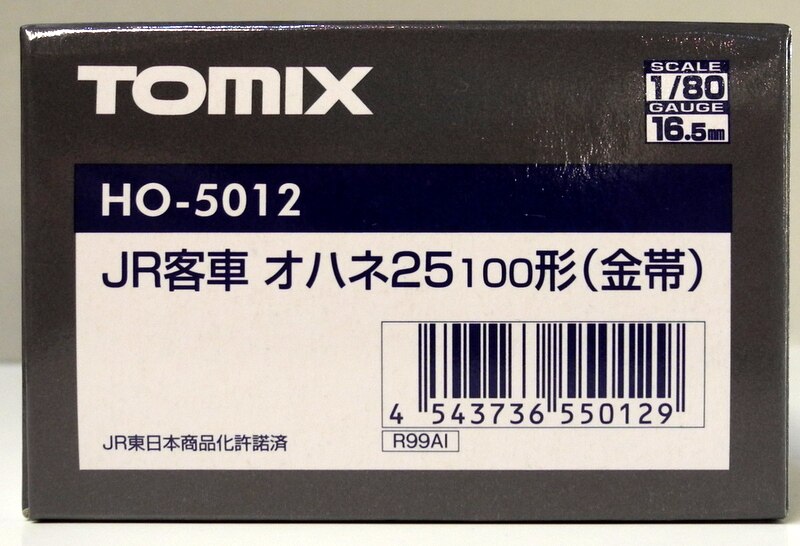 TOMIX
SCALE
1/80
GAUGE
16.5mm
HO-5012
JR客車 オハネ25100形(金帯)
4 543736 550129
R99AI
JR東日本商品化許諾済